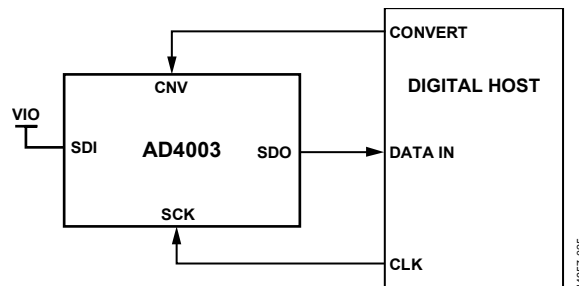 CONVERT
CNV
DIGITAL HOST
VIO
SDI
AD4003
SDO
DATA IN
SCK
CLK